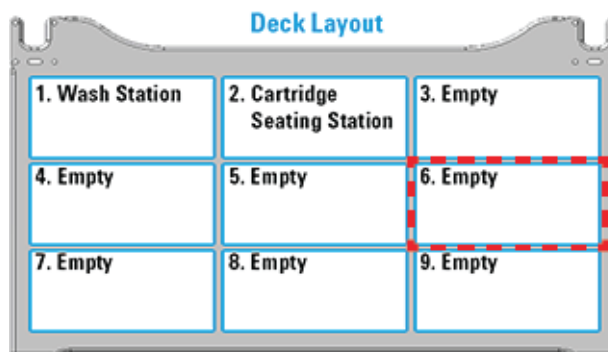 Deck Layout
1. Wash Station
2. Cartridge
Seating Station
3. Empty
4. Empty
5. Empty
6. Empty
7. Empty
8. Empty
9. Empty